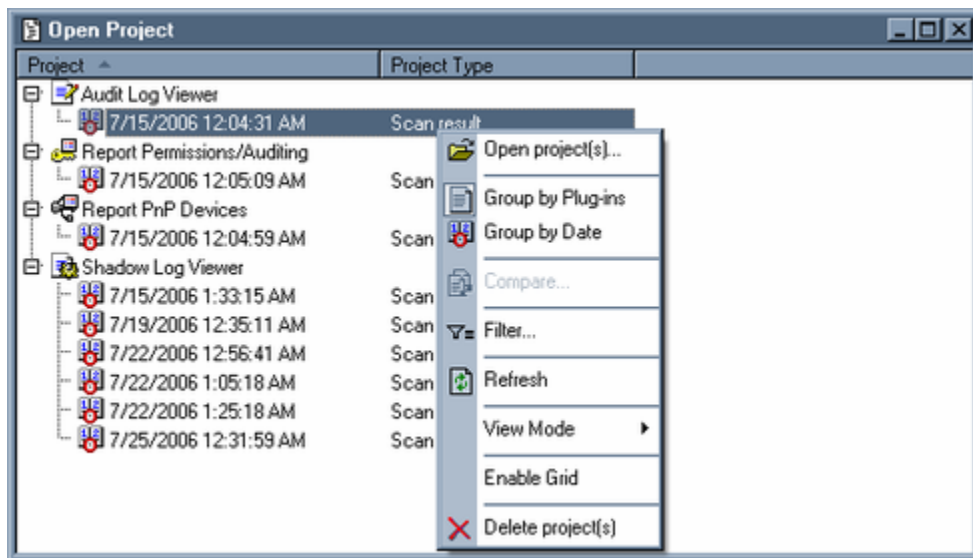 Open Project
Project Project Type
Audit Log Viewer
7/15/2006 12:04:31 AM Scan result
Report Permissions/Auditing
7/15/2006 12:05:09 AM Scan
Report PnP Devices
7/15/2006 12:04:59 AM Scan
Shadow Log Viewer
7/15/2006 1:33:15 AM Scan
7/19/2006 12:35:11 AM Scan
7/22/2006 12:56:41 AM Scan
7/22/2006 1:05:18 AM Scan
7/22/2006 1:25:18 AM Scan
7/25/2006 12:31:59 AM Scan
Open project(s)...
Group by Plug-ins
Group by Date
Compare...
Filter...
Refresh
View Mode
Enable Grid
Delete project(s)